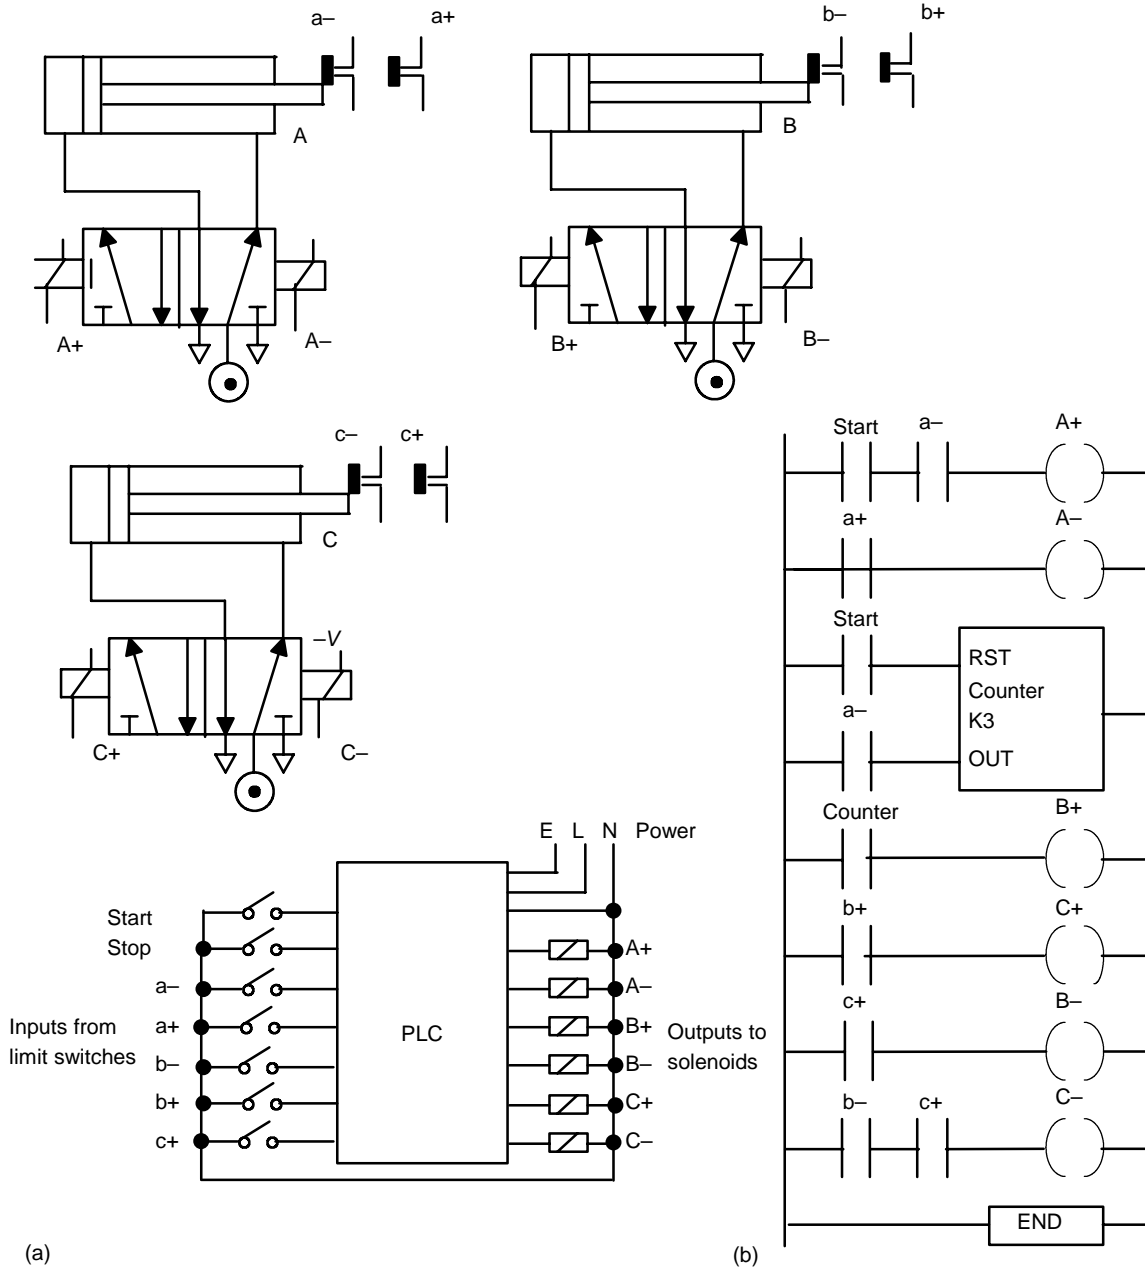 a– a+
b– b+
A
B
A+ A–
B+ B–
c– c+
C
–V
C+ C–
E L N Power
Start
Stop
a–
a+
b–
b+
c+
Inputs from
limit switches
PLC
A+
A–
B+
B–
C+
C–
Outputs to
solenoids
(a)
Start a– A+
a+ A–
Start
RST
Counter
K3
a–
OUT
Counter B+
b+ C+
c+ B–
b– c+ C–
END
(b)